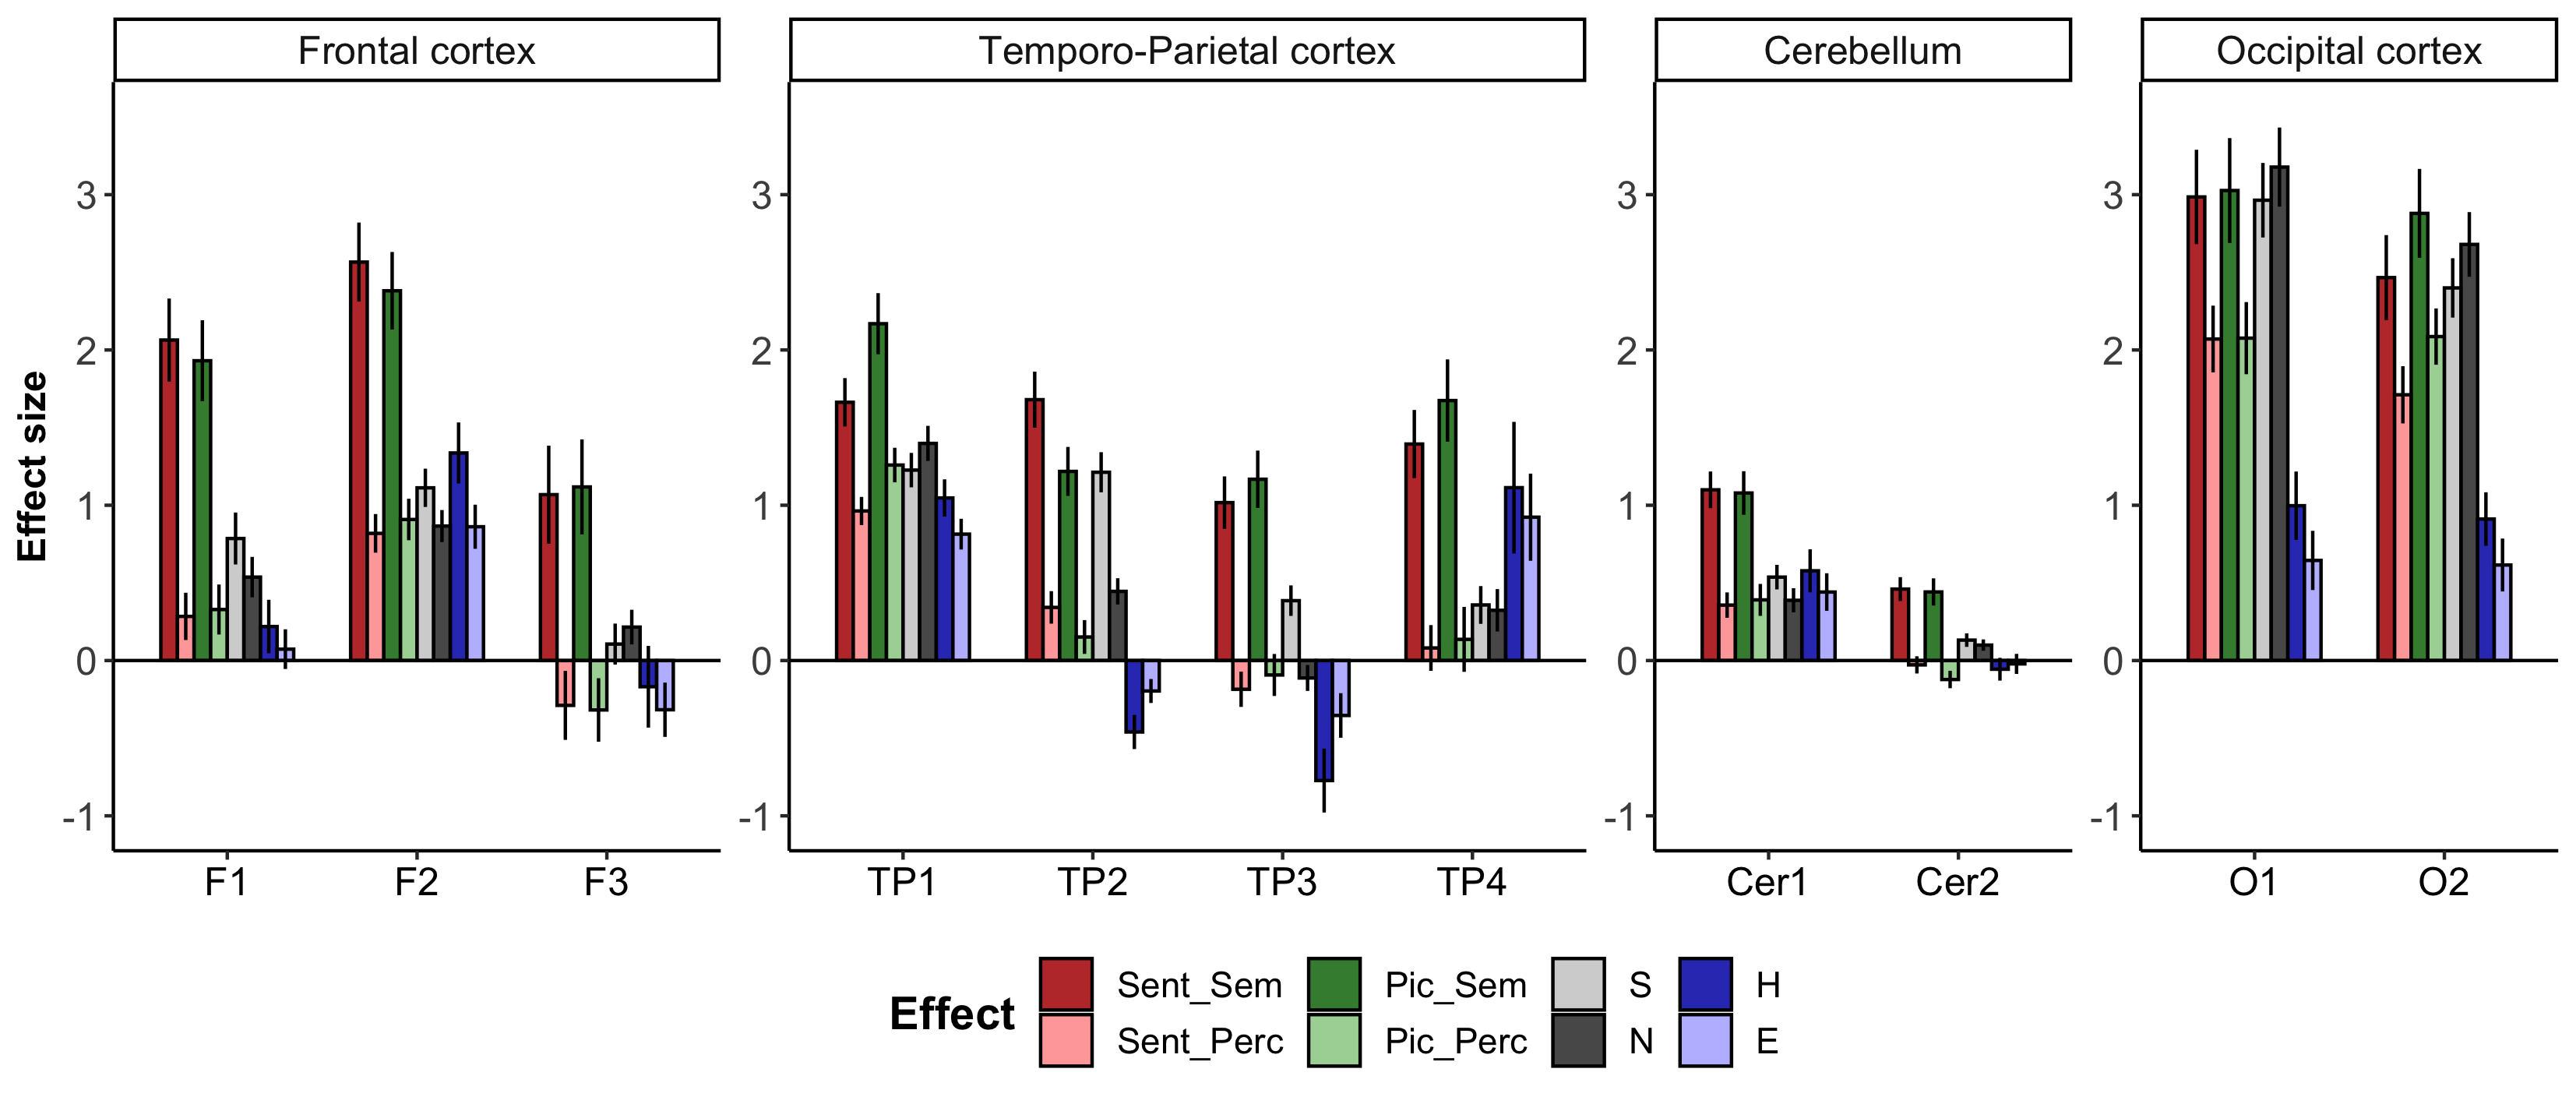 Frontal cortex
Temporo-Parietal cortex
Cerebellum
Occipital cortex
Effect size
3
2
1
0
-1
3
2
1
0
-1
3
2
1
0
-1
3
2
1
0
-1
F1 F2 F3
TP1 TP2 TP3 TP4
Cer1 Cer2
O1 O2
Effect
Sent_Sem Pic_Sem S H
Sent_Perc Pic_Perc N E